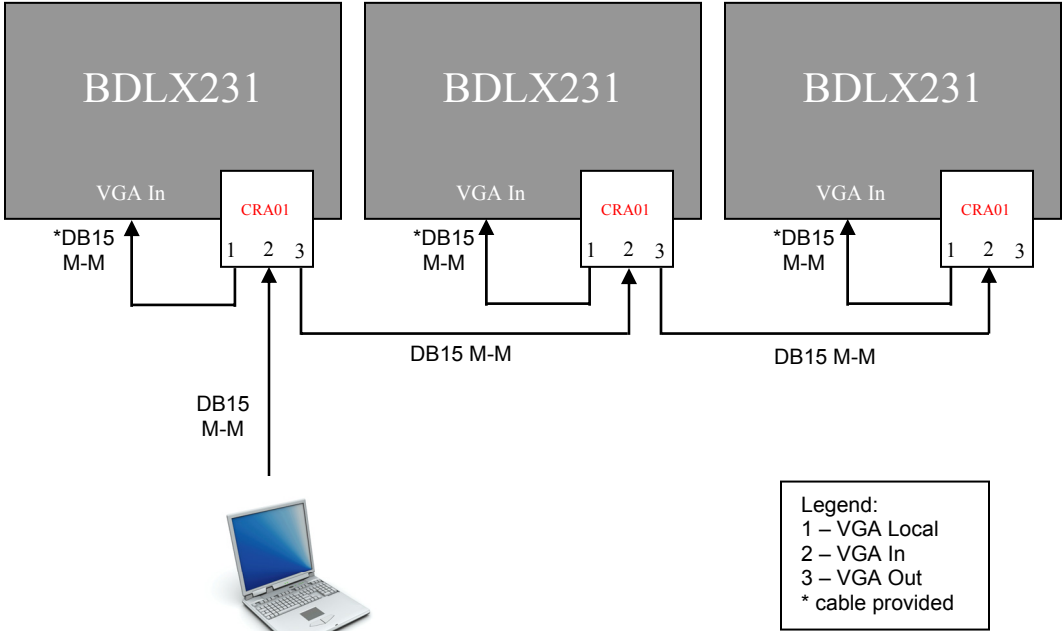 BDLX231
BDLX231
BDLX231
VGA In
VGA In
VGA In
CRA01
CRA01
CRA01
*DB15
M-M
1 2 3
*DB15
M-M
1 2 3
*DB15
M-M
1 2 3
DB15 M-M
DB15 M-M
DB15
M-M
Legend:
1 – VGA Local
2 – VGA In
3 – VGA Out
* cable provided